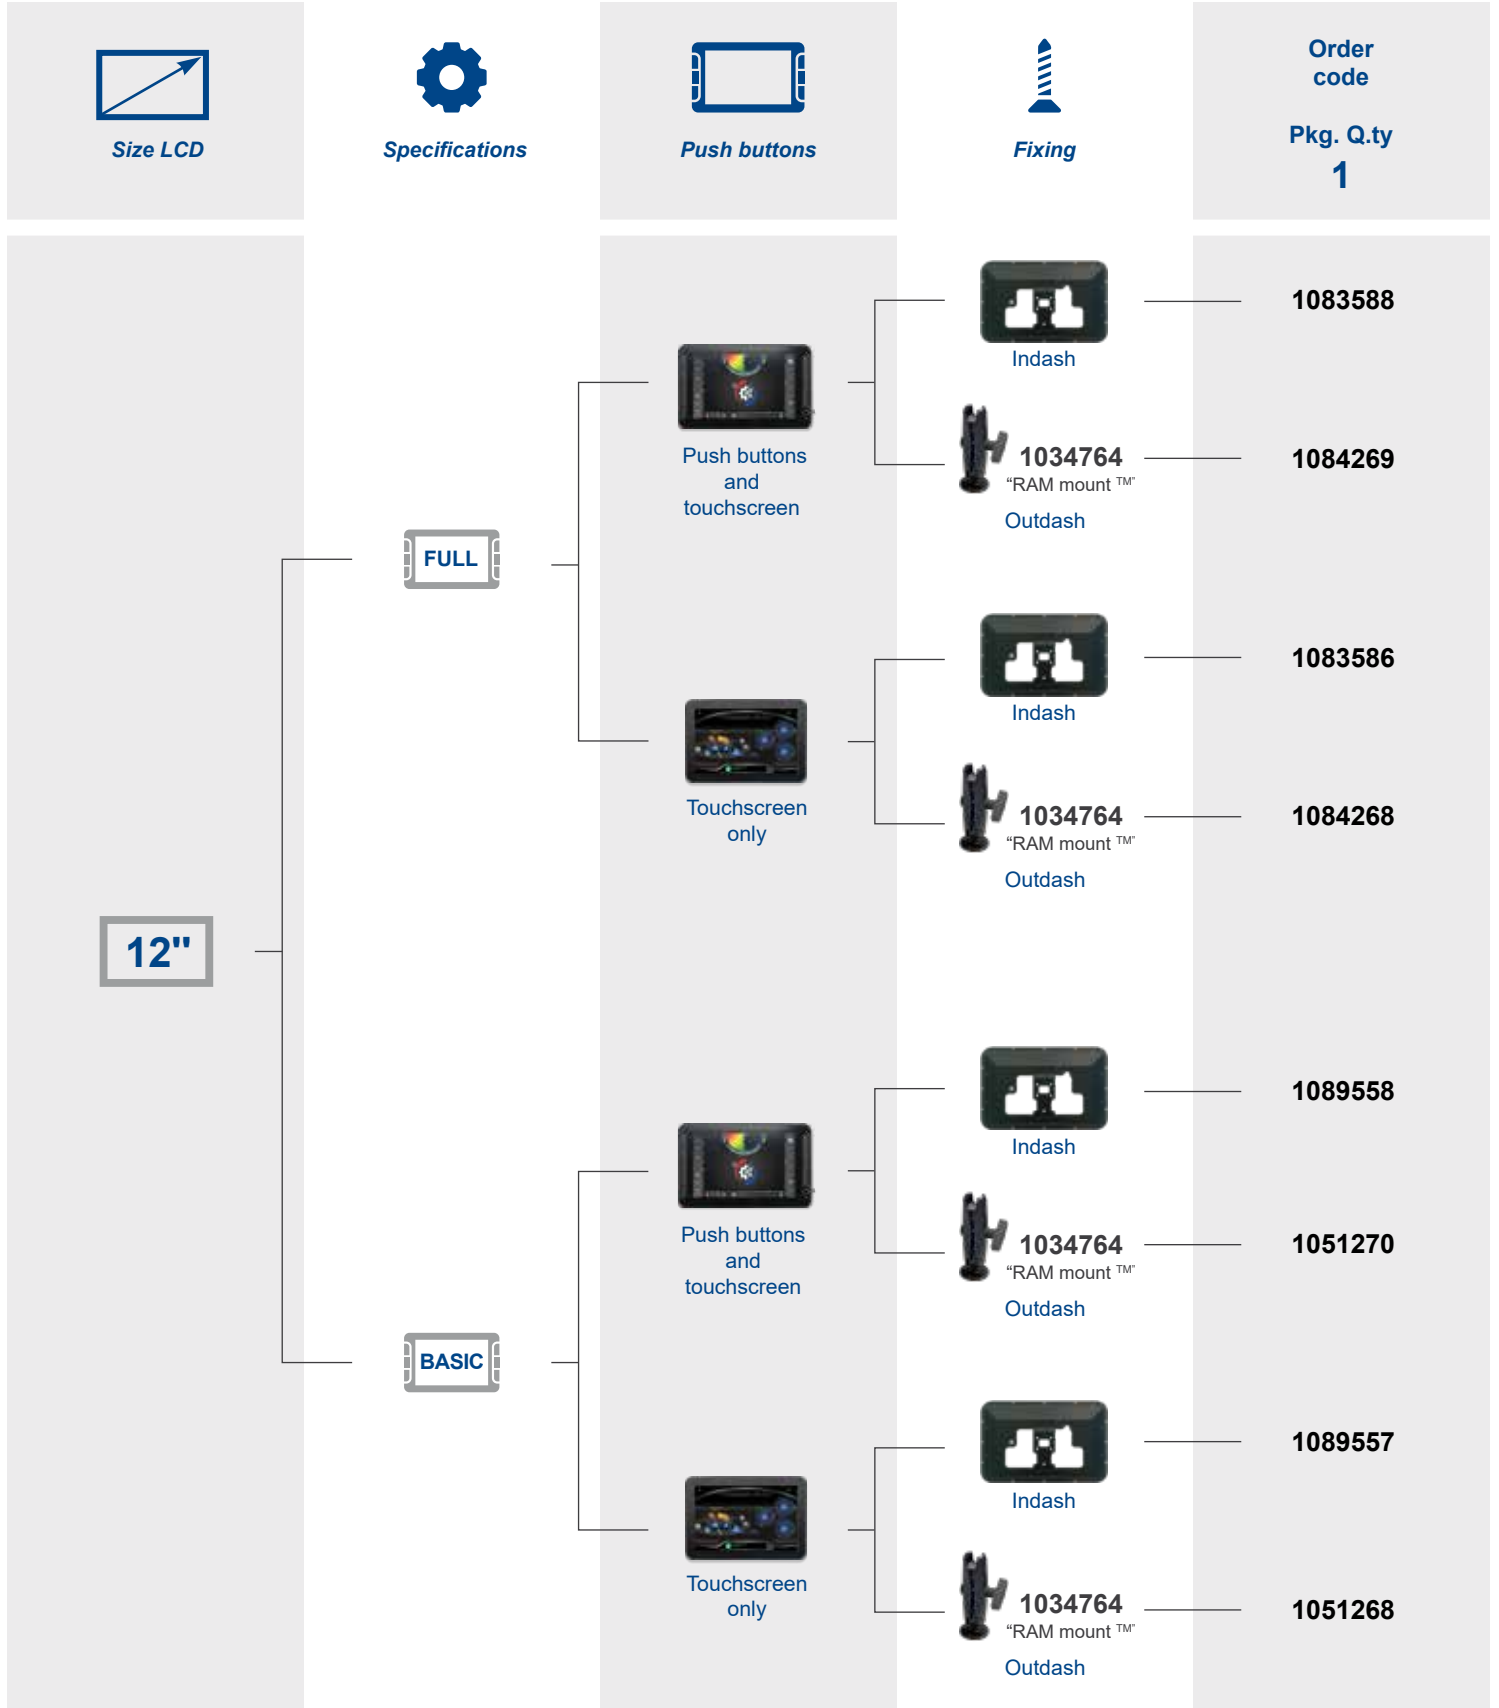 Size LCD
Specifications
Push buttons
Fixing
Order
code
Pkg. Q.ty
1
Indash
1083588
Push buttons
and
touchscreen
1034764
“RAM mount ™”
Outdash
1084269
FULL
Indash
1083586
Touchscreen
only
1034764
“RAM mount ™”
Outdash
1084268
12"
Indash
1089558
Push buttons
and
touchscreen
1034764
“RAM mount ™”
Outdash
1051270
BASIC
Indash
1089557
Touchscreen
only
1034764
“RAM mount ™”
Outdash
1051268